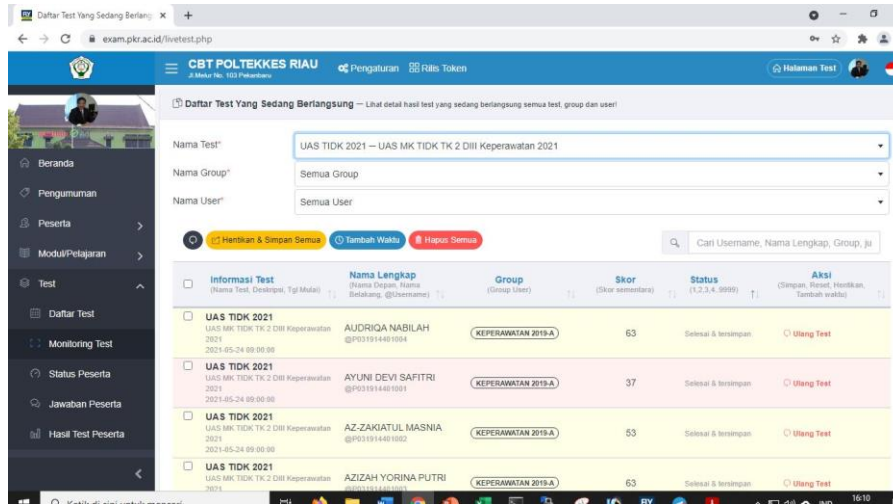 Daftar Test Yang Sedang Berlang
exam.pkr.ac.id/livetest.php
CBT POLTEKKES RIAU
Jl.Melur No. 103 Pekanbaru
Pengaturan
Rilis Token
Halaman Test
Daftar Test Yang Sedang Berlangsung — Lihat detail hasil test yang sedang berlangsung semua test, group dan user!
Nama Test*
UAS TIDK 2021 — UAS MK TIDK TK 2 DIII Keperawatan 2021
Nama Group*
Semua Group
Nama User*
Semua User
Beranda
Pengumuman
Peserta
Modul/Pelajaran
Test
Daftar Test
Monitoring Test
Status Peserta
Jawaban Peserta
Hasil Test Peserta
Hentikan & Simpan Semua
Tambah Waktu
Hapus Semua
Cari Username, Nama Lengkap, Group, ju
Informasi Test
(Nama Test, Deskripsi, Tgl Mulai)
Nama Lengkap
(Nama Depan, Nama
Belakang, @Username)
Group
(Group User)
Skor
(Skor sementara)
Status
(1,2,3,4, 9999)
Aksi
(Simpan, Reset, Hentikan,
Tambah waktu)
UAS TIDK 2021
UAS MK TIDK TK 2 DIII Keperawatan
2021
2021-05-24 09:00:00
AUDRIQA NABILAH
@P031914401004
KEPERAWATAN 2019-A
63
Selesai & tersimpan
Ulang Test
UAS TIDK 2021
UAS MK TIDK TK 2 DIII Keperawatan
2021
2021-05-24 09:00:00
AYUNI DEVI SAFITRI
@P031914401001
KEPERAWATAN 2019-A
37
Selesai & tersimpan
Ulang Test
UAS TIDK 2021
UAS MK TIDK TK 2 DIII Keperawatan
2021
2021-05-24 09:00:00
AZ-ZAKIATUL MASNIA
@P031914401002
KEPERAWATAN 2019-A
53
Selesai & tersimpan
Ulang Test
UAS TIDK 2021
UAS MK TIDK TK 2 DIII Keperawatan
2021
AZIZAH YORINA PUTRI
@P031914401003
KEPERAWATAN 2019-A
63
Selesai & tersimpan
Ulang Test
Ketik di sini untuk mencari
IND
16:10